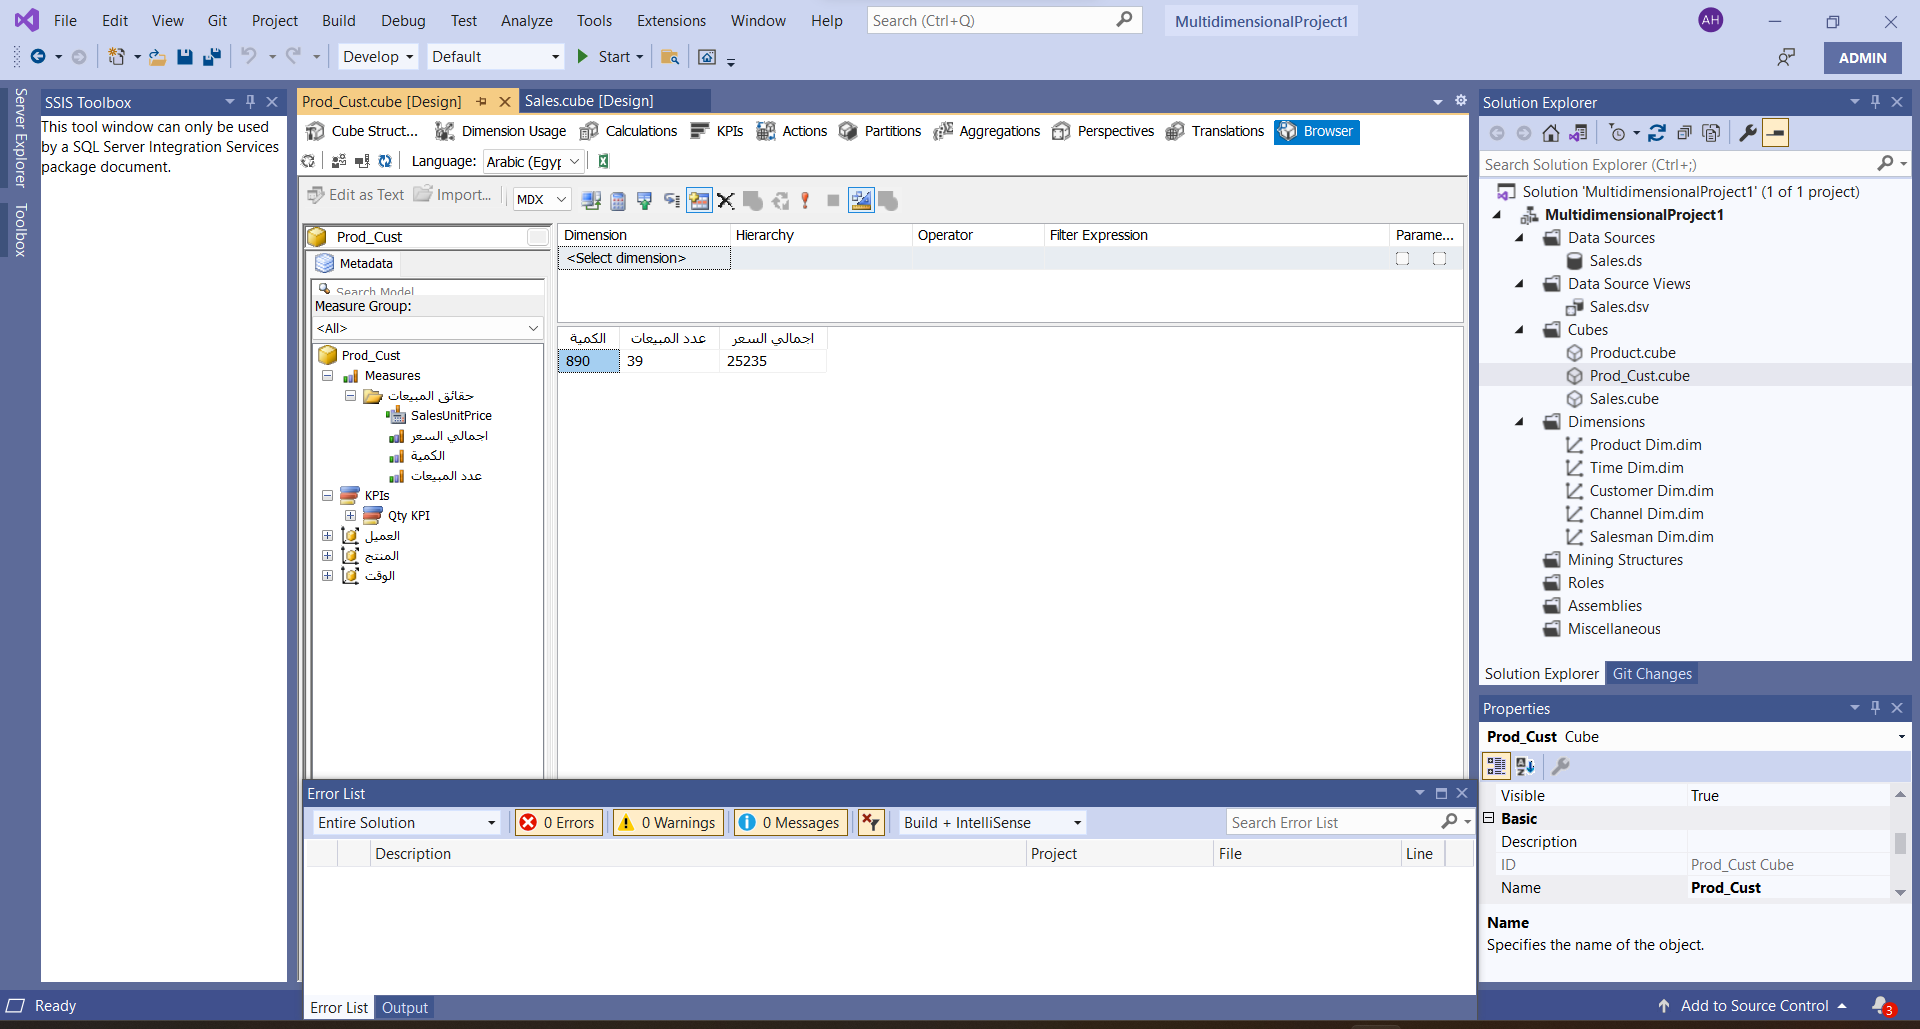 File Edit View Git Project Build Debug Test Analyze Tools Extensions Window Help Search (Ctrl+Q) MultidimensionalProject1 AH
Develop Default Start ADMIN
Server Explorer
Toolbox
SSIS Toolbox
This tool window can only be used
by a SQL Server Integration Services
package document.
Prod_Cust.cube [Design] Sales.cube [Design]
Cube Struct... Dimension Usage Calculations KPIs Actions Partitions Aggregations Perspectives Translations Browser
Language: Arabic (Egyp
Edit as Text Import... MDX
Prod_Cust
Metadata
Search Model
Measure Group:
<All>
Prod_Cust
Measures
حقائق المبيعات
SalesUnitPrice
اجمالي السعر
الكمية
عدد المبيعات
KPIs
Qty KPI
العميل
المنتج
الوقت
Dimension Hierarchy Operator Filter Expression Parame...
<Select dimension>
الكمية عدد المبيعات اجمالي السعر
890 39 25235
Error List
Entire Solution 0 Errors 0 Warnings 0 Messages Build + IntelliSense Search Error List
Description Project File Line
Error List Output
Solution Explorer
Search Solution Explorer (Ctrl+;)
Solution 'MultidimensionalProject1' (1 of 1 project)
MultidimensionalProject1
Data Sources
Sales.ds
Data Source Views
Sales.dsv
Cubes
Product.cube
Prod_Cust.cube
Sales.cube
Dimensions
Product Dim.dim
Time Dim.dim
Customer Dim.dim
Channel Dim.dim
Salesman Dim.dim
Mining Structures
Roles
Assemblies
Miscellaneous
Solution Explorer Git Changes
Properties
Prod_Cust Cube
Visible True
Basic
Description
ID Prod_Cust Cube
Name Prod_Cust
Name
Specifies the name of the object.
Ready Add to Source Control 3